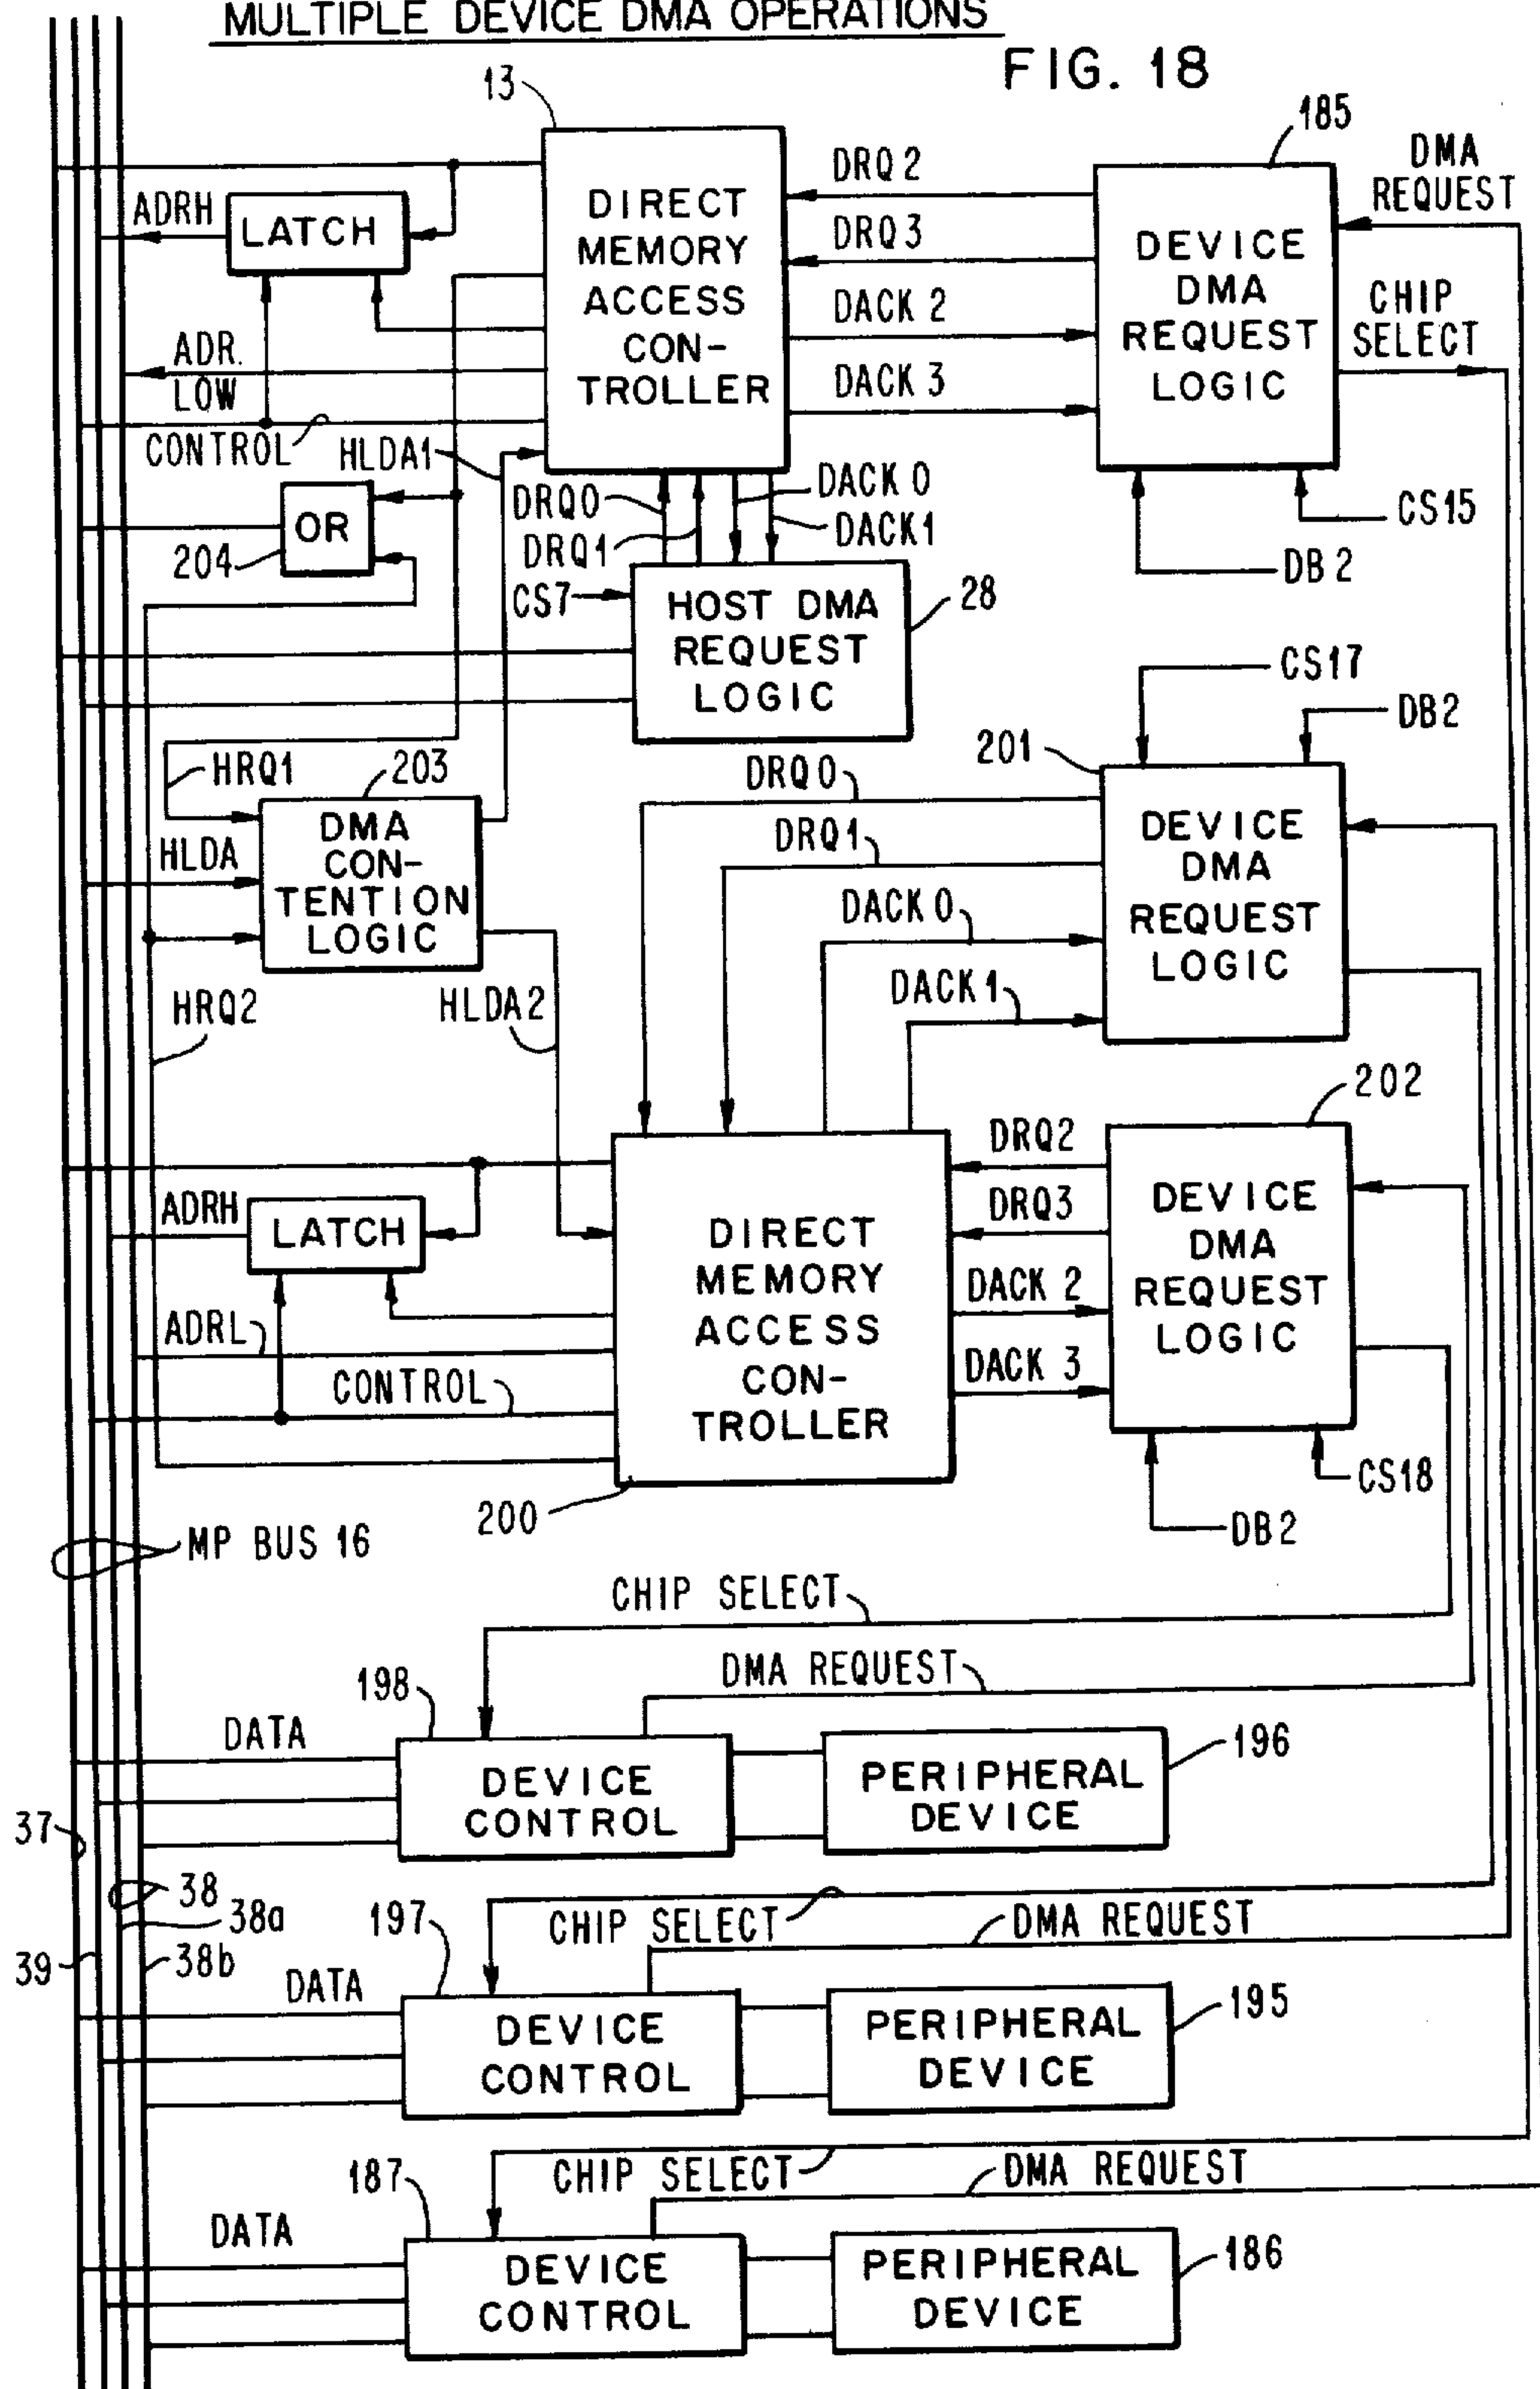 MULTIPLE DEVICE DMA OPERATIONS
FIG. 18
13
185
DMA
REQUEST
DRQ 2
DRQ 3
DACK 2
DACK 3
DIRECT
MEMORY
ACCESS
CON-
TROLLER
DEVICE
DMA
REQUEST
LOGIC
CHIP
SELECT
ADRH
LATCH
ADR.
LOW
CONTROL
HLDA1
DRQ0
DRQ1
DACK 0
DACK1
CS15
DB 2
OR
204
CS7
HOST DMA
REQUEST
LOGIC
28
CS17
DB2
201
HRQ1
203
DRQ0
DRQ1
DACK 0
DACK 1
DEVICE
DMA
REQUEST
LOGIC
HLDA
DMA
CON-
TENTION
LOGIC
HRQ2
HLDA2
202
DRQ2
DRQ3
DACK 2
DACK 3
DEVICE
DMA
REQUEST
LOGIC
ADRH
LATCH
DIRECT
MEMORY
ACCESS
CON-
TROLLER
ADRL
CONTROL
200
CS18
DB2
MP BUS 16
CHIP SELECT
DMA REQUEST
198
DATA
DEVICE
CONTROL
PERIPHERAL
DEVICE
196
37
38
38a
39
38b
197
CHIP SELECT
DMA REQUEST
DATA
DEVICE
CONTROL
PERIPHERAL
DEVICE
195
187
CHIP SELECT
DMA REQUEST
DATA
DEVICE
CONTROL
PERIPHERAL
DEVICE
186